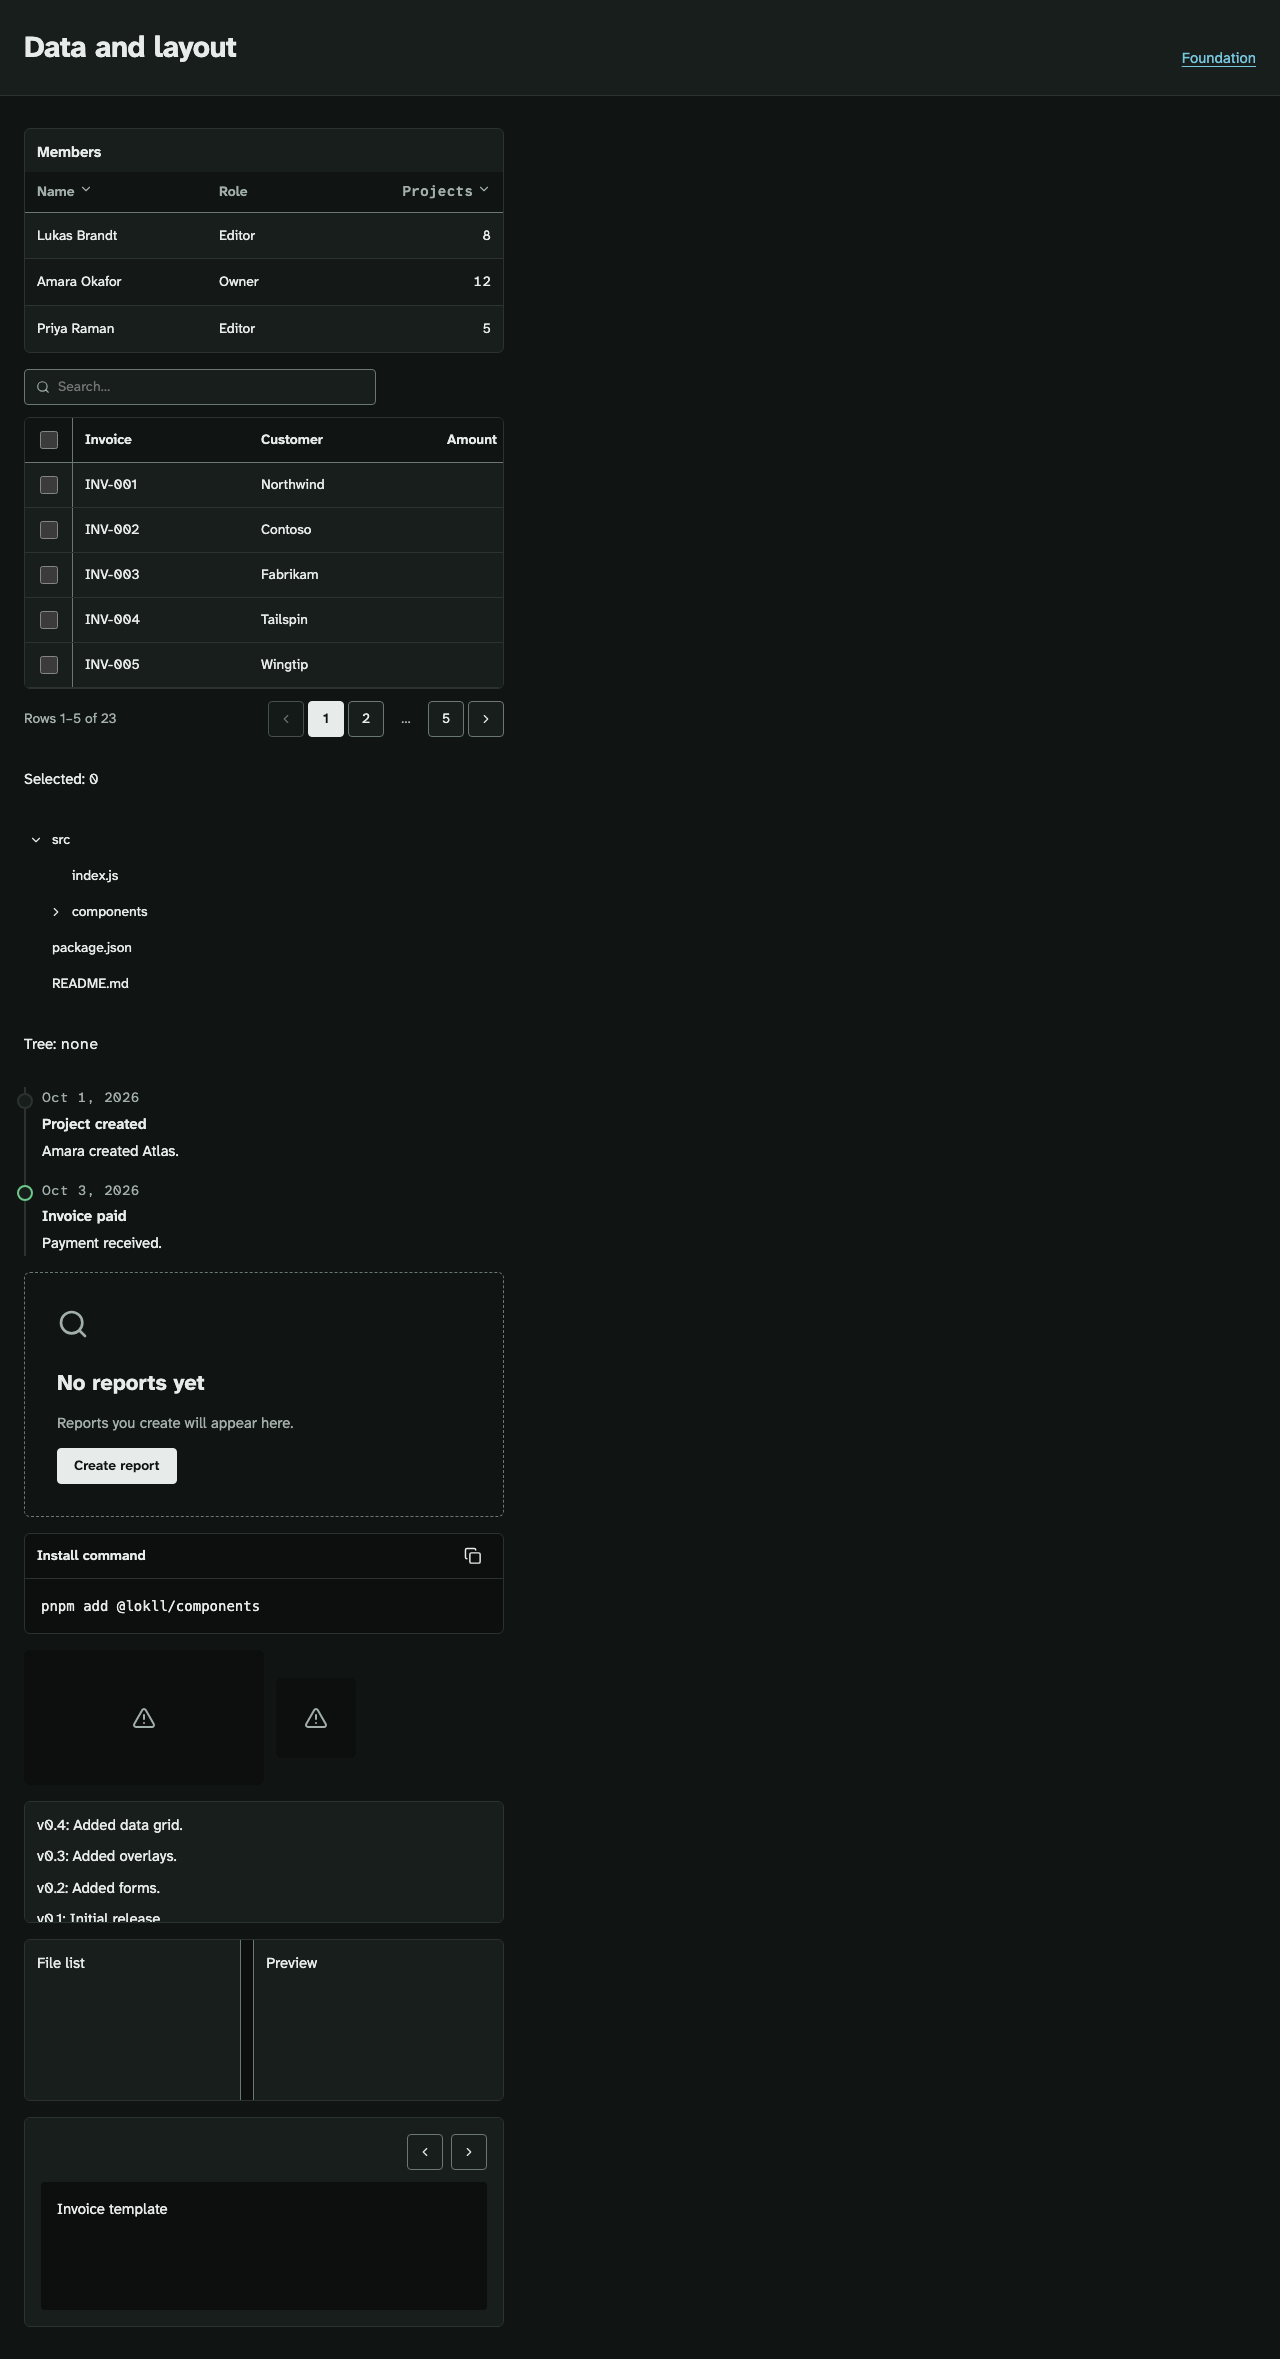 Data and layout
Foundation
Members
Name Role Projects
Lukas Brandt Editor 8
Amara Okafor Owner 12
Priya Raman Editor 5
Search...
Invoice Customer Amount
INV-001 Northwind
INV-002 Contoso
INV-003 Fabrikam
INV-004 Tailspin
INV-005 Wingtip
Rows 1–5 of 23 1 2 ... 5
Selected: 0
src
index.js
components
package.json
README.md
Tree: none
Oct 1, 2026
Project created
Amara created Atlas.
Oct 3, 2026
Invoice paid
Payment received.
No reports yet
Reports you create will appear here.
Create report
Install command
pnpm add @lokll/components
v0.4: Added data grid.
v0.3: Added overlays.
v0.2: Added forms.
v0.1: Initial release
File list Preview
Invoice template